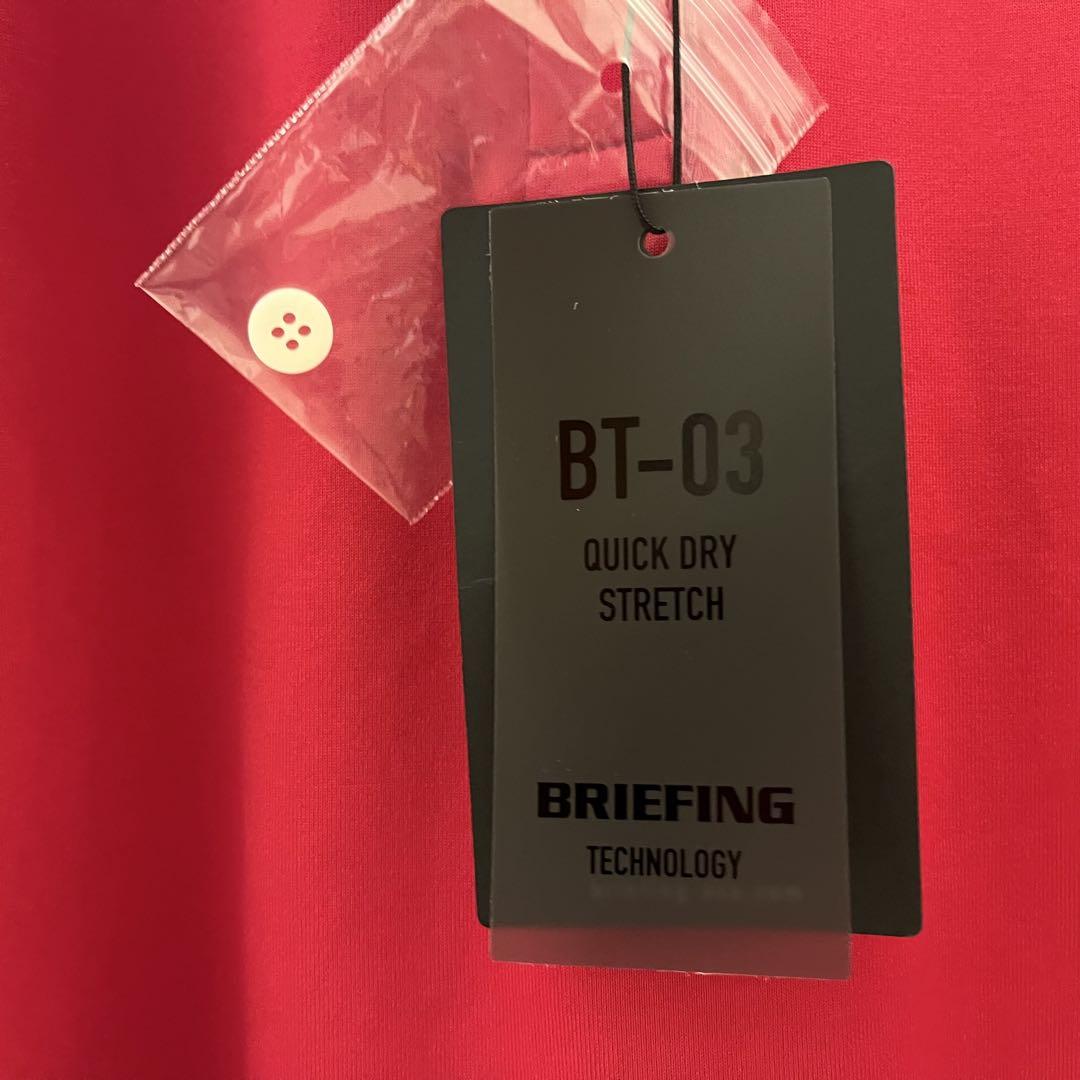 BT-03
QUICK DRY
STRETCH
BRIEFING
TECHNOLOGY